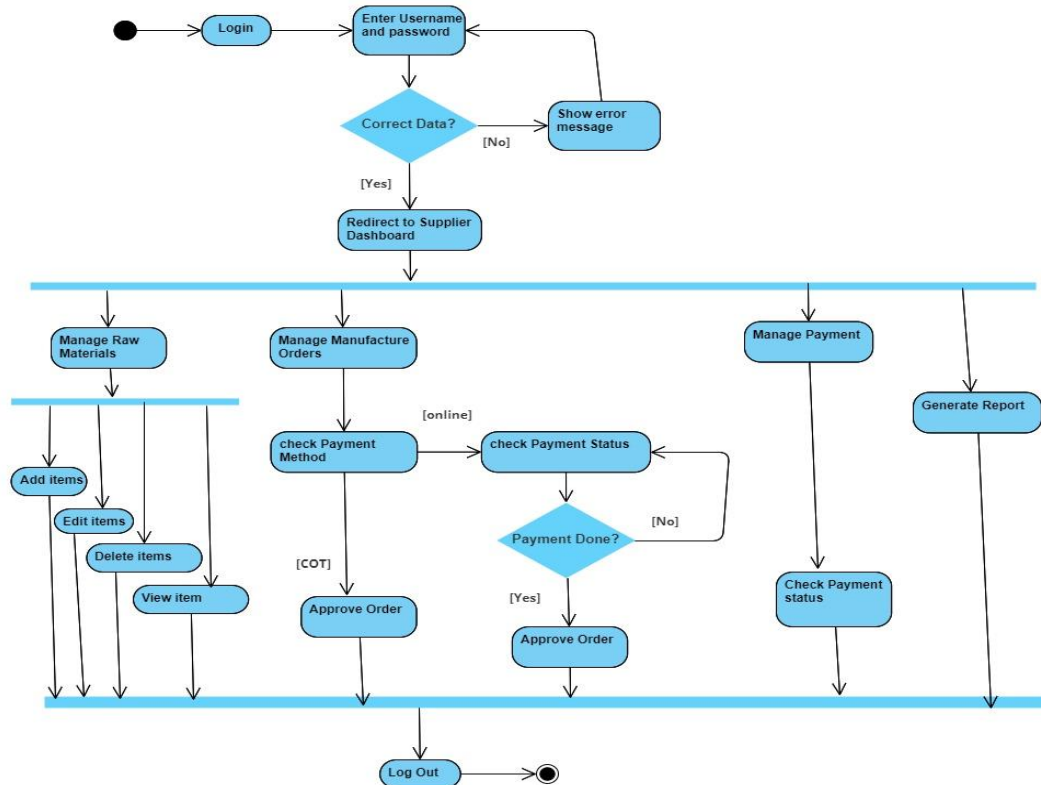 Login
Enter Username
and password
Correct Data?
[No]
Show error
message
[Yes]
Redirect to Supplier
Dashboard
Manage Raw
Materials
Manage Manufacture
Orders
Manage Payment
Generate Report
[online]
check Payment
Method
check Payment Status
Add items
Edit items
Delete items
View item
[No]
Payment Done?
[COT]
[Yes]
Check Payment
status
Approve Order
Approve Order
Log Out